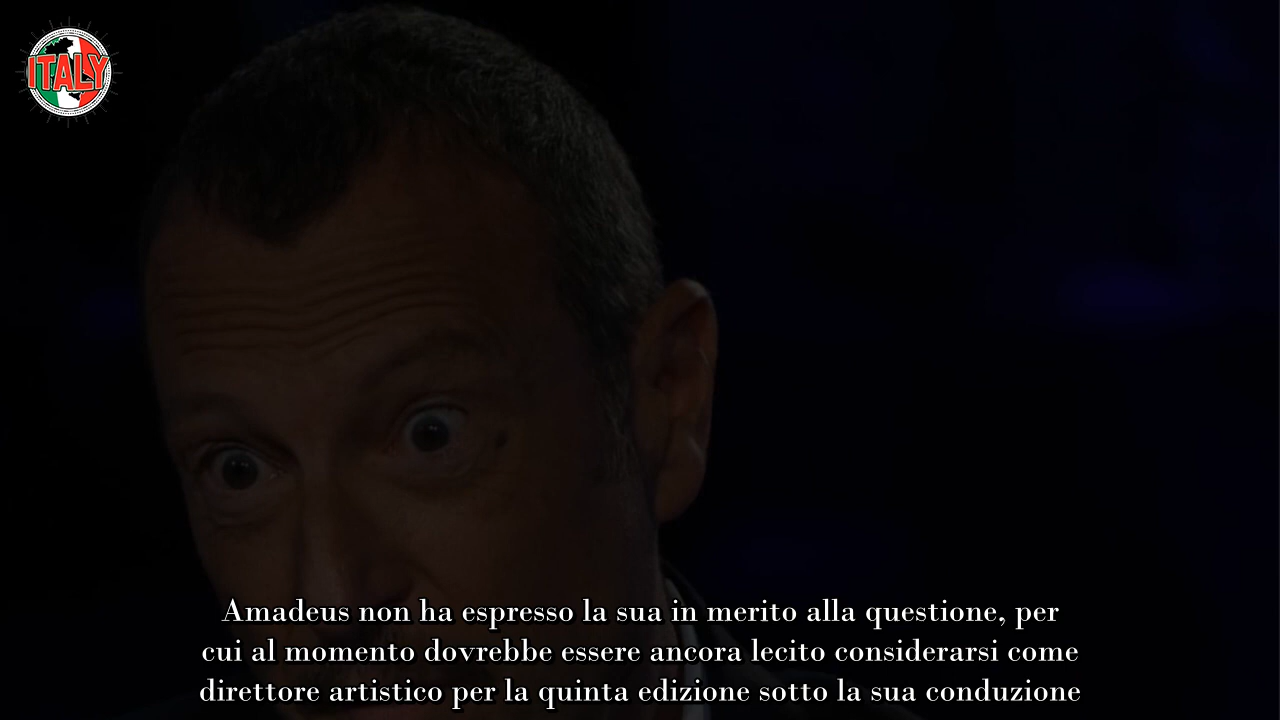 ITALY
Amadeus non ha espresso la sua in merito alla questione, per
cui al momento dovrebbe essere ancora lecito considerarsi come
direttore artistico per la quinta edizione sotto la sua conduzione